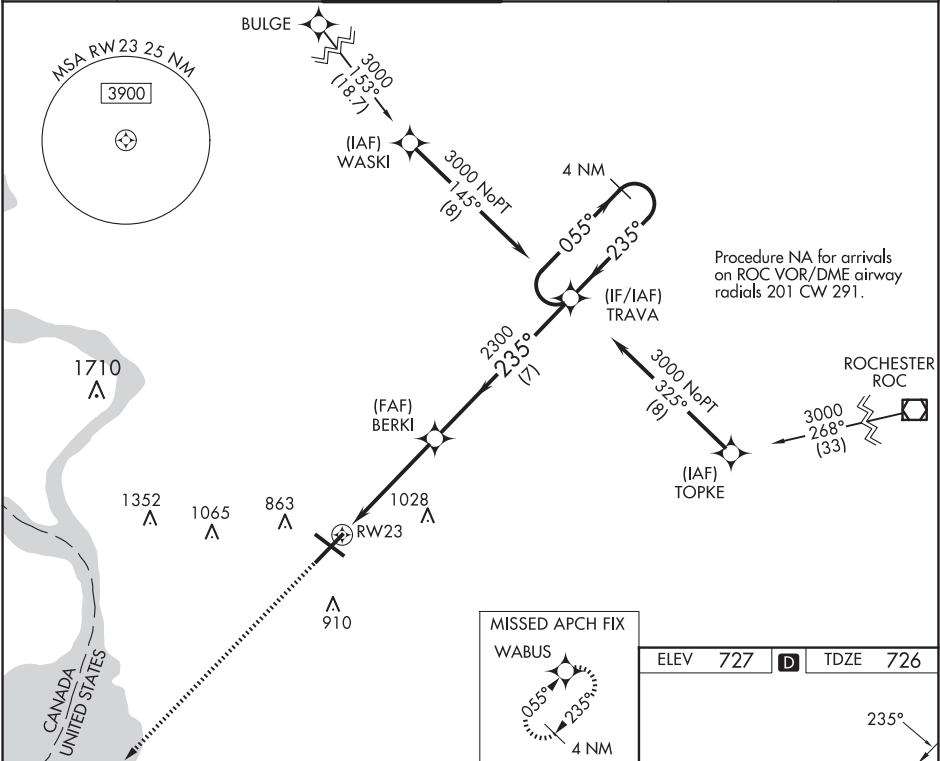 BULGE
MSA RW23 25 NM
3900
3000
153°
(18.7)
(IAF)
WASKI
3000 NoPT
145°
(8)
4 NM
055°
235°
(IF/IAF)
TRAVA
Procedure NA for arrivals
on ROC VOR/DME airway
radials 201 CW 291.
2300
235°
(7)
3000 NoPT
325°
(8)
ROCHESTER
ROC
3000
268°
(33)
1710
(FAF)
BERKI
(IAF)
TOPKE
1352
1065
863
1028
RW23
910
CANADA
UNITED STATES
MISSED APCH FIX
WABUS
055°
235°
4 NM
ELEV 727 D TDZE 726
235°